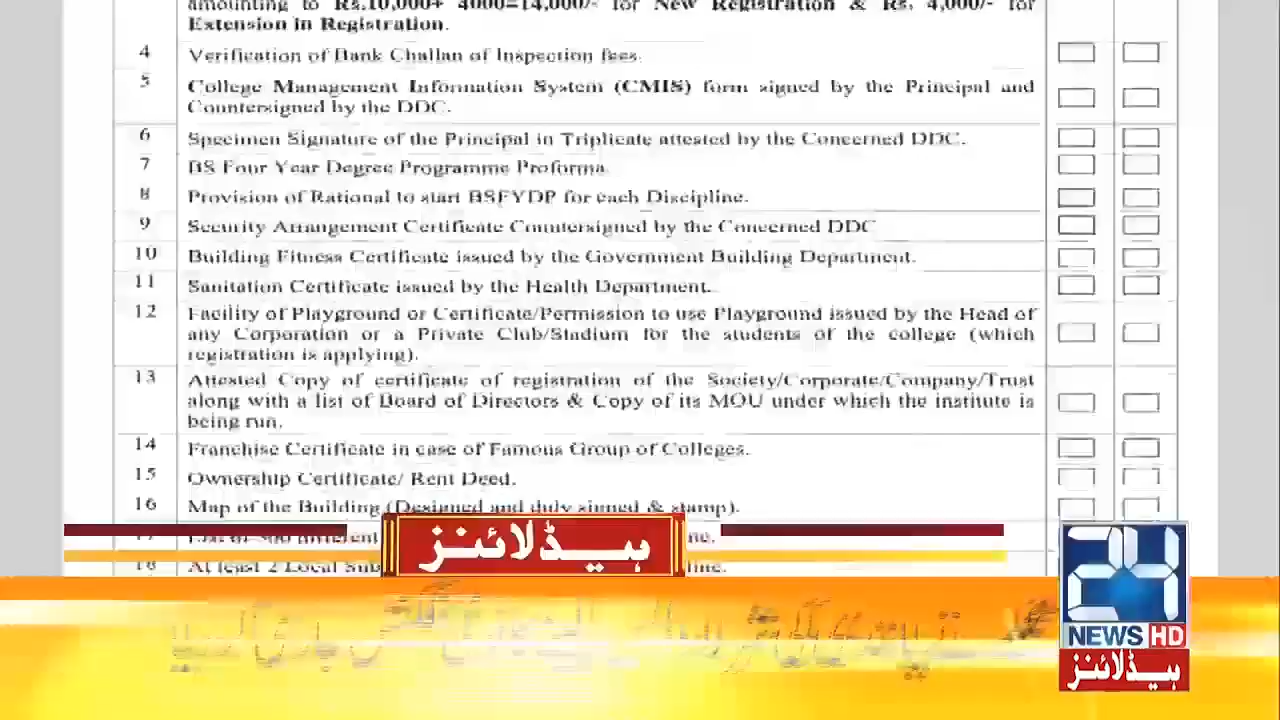 amounting to Rs.10,000+ 4000=14,000/- for New Registration & Rs. 4,000/- for
Extension in Registration.
4 Verification of Bank Challan of Inspection fees.
5 College Management Information System (CMIS) form signed by the Principal and
Countersigned by the DDC.
6 Specimen Signature of the Principal in Triplicate attested by the Concerned DDC.
7 BS Four Year Degree Programme Proforma.
8 Provision of Rational to start BSFYDP for each Discipline.
9 Security Arrangement Certificate Countersigned by the Concerned DDC
10 Building Fitness Certificate issued by the Government Building Department.
11 Sanitation Certificate issued by the Health Department.
12 Facility of Playground or Certificate/Permission to use Playground issued by the Head of
any Corporation or a Private Club/Stadium for the students of the college (which
registration is applying).
13 Attested Copy of certificate of registration of the Society/Corporate/Company/Trust
along with a list of Board of Directors & Copy of its MOU under which the institute is
being run.
14 Franchise Certificate in case of Famous Group of Colleges.
15 Ownership Certificate/ Rent Deed.
16 Map of the Building (Designed and duly signed & stamp).
17
18 At least 2 Local
ہیڈلائنز
24
NEWS HD
ہیڈلائنز